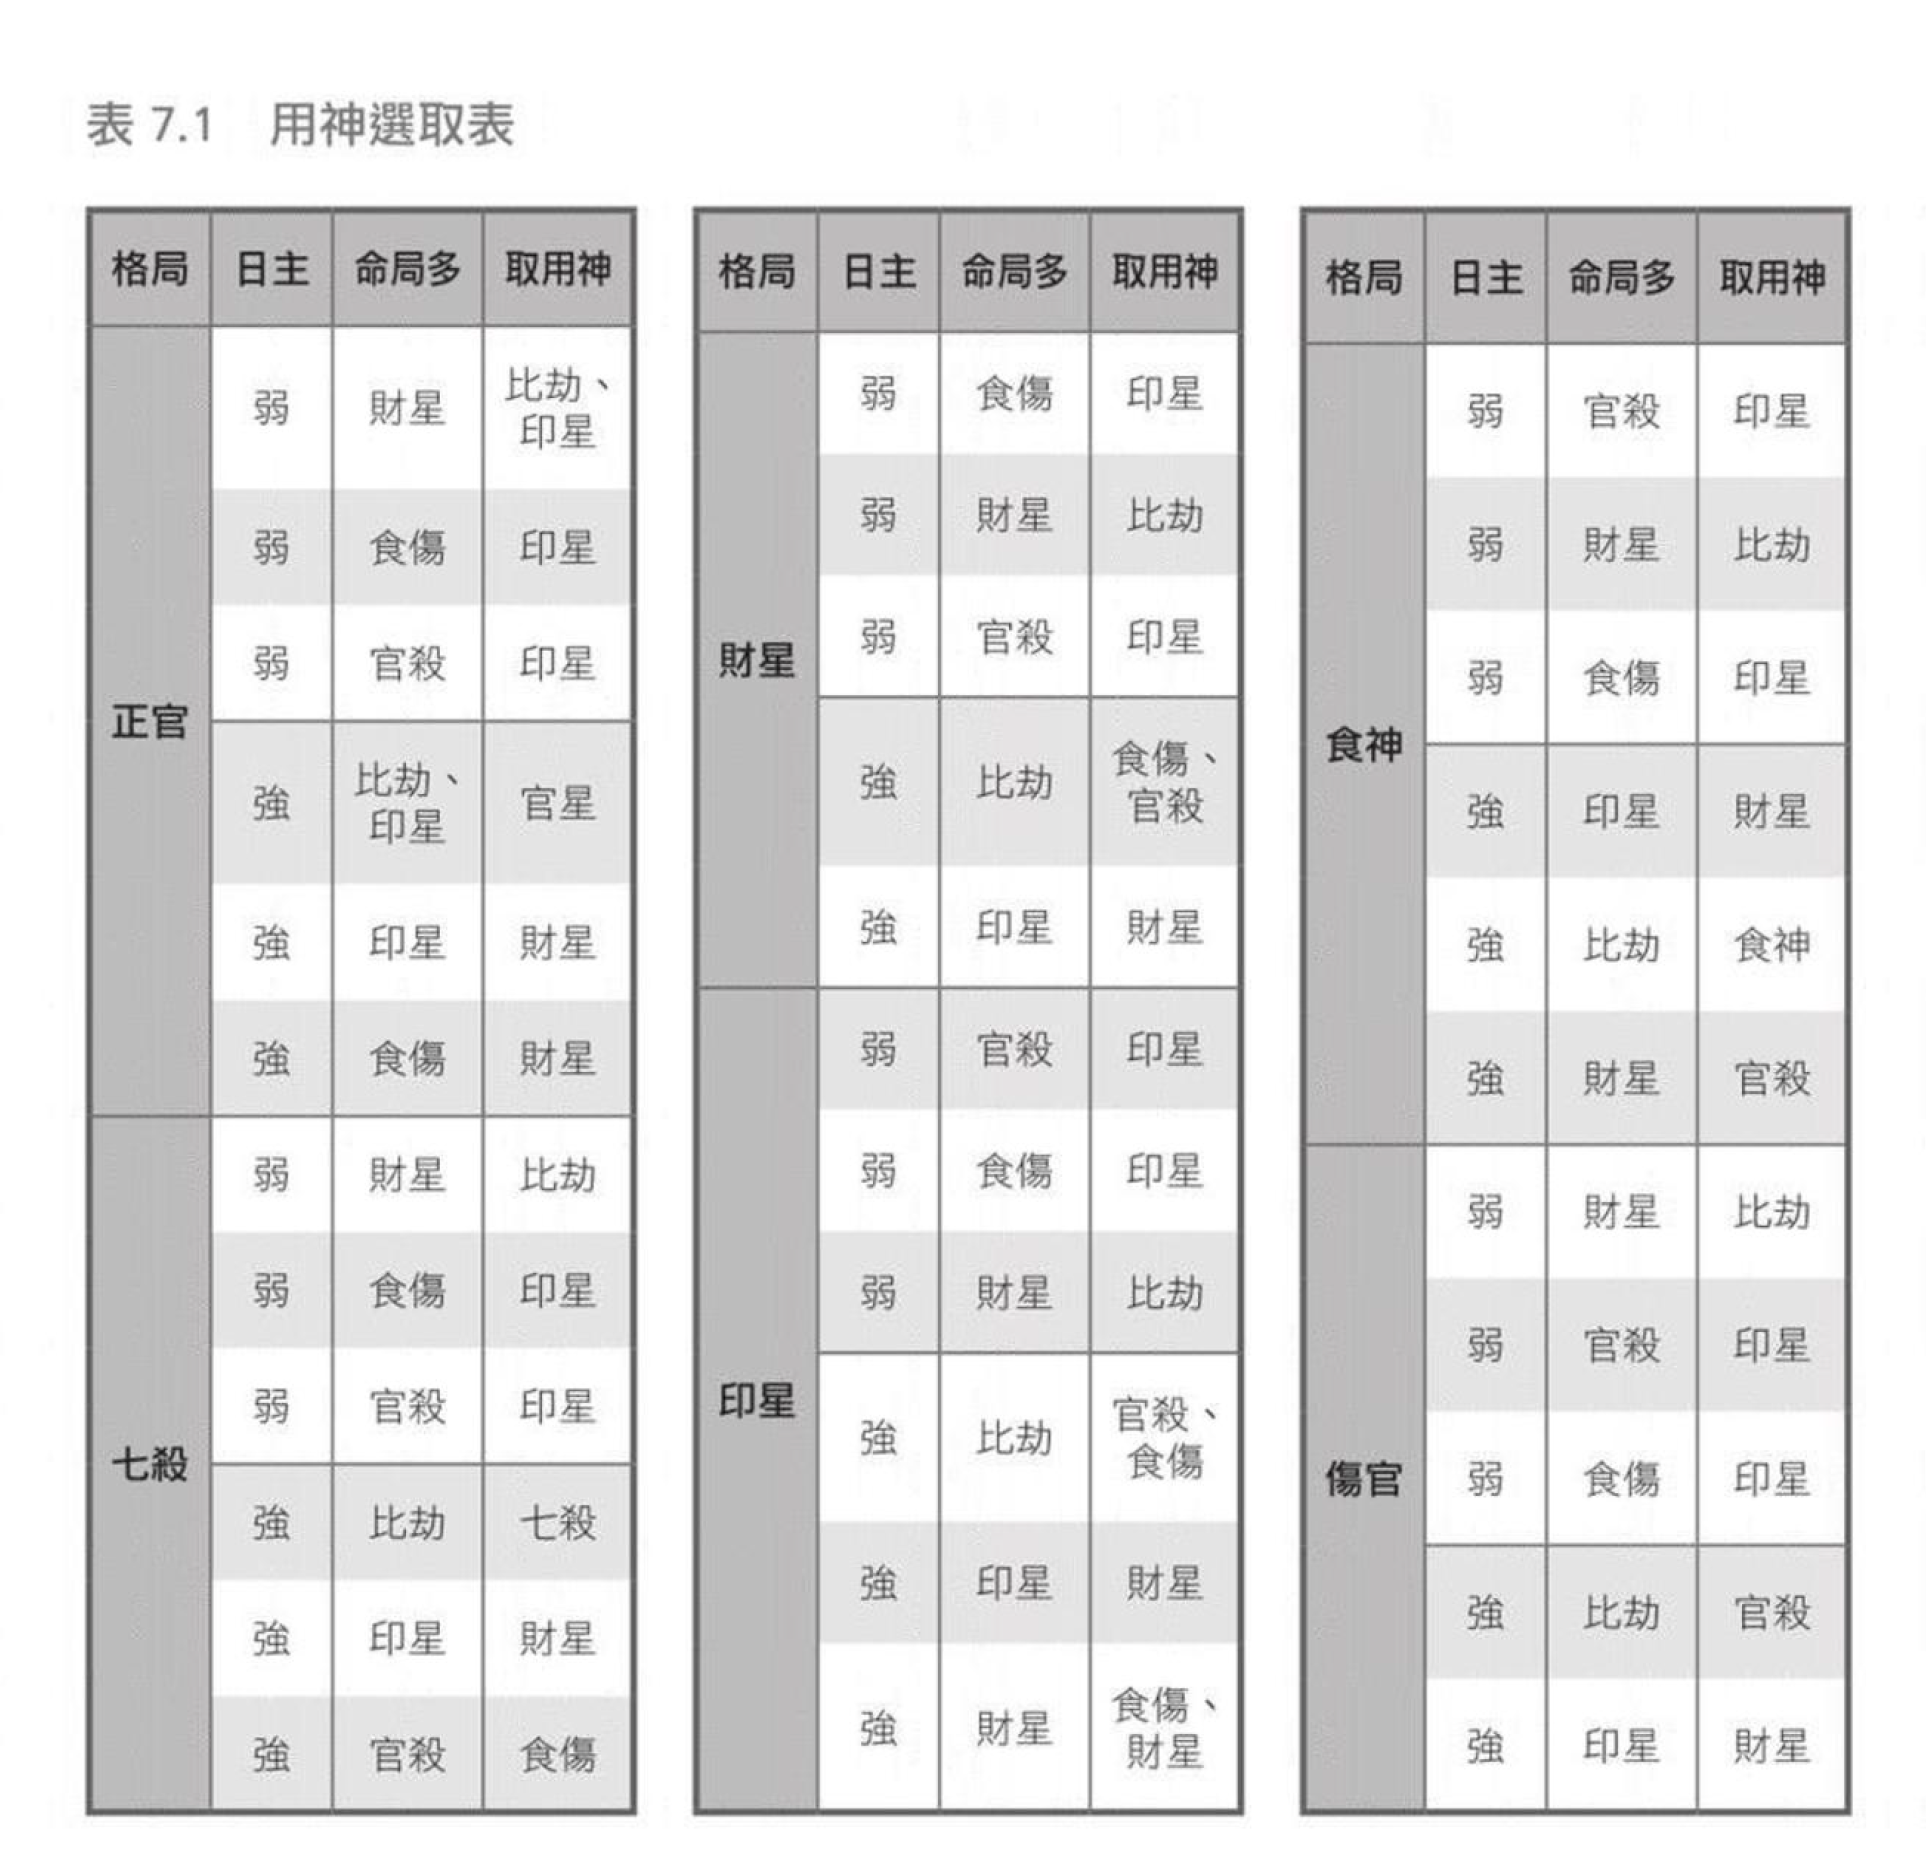 表 7.1 用神選取表
格局 日主 命局多 取用神
正官
弱 財星 比劫、印星
弱 食傷 印星
弱 官殺 印星
強 比劫、印星 官星
強 印星 財星
強 食傷 財星
七殺
弱 財星 比劫
弱 食傷 印星
弱 官殺 印星
強 比劫 七殺
強 印星 財星
強 官殺 食傷
格局 日主 命局多 取用神
財星
弱 食傷 印星
弱 財星 比劫
弱 官殺 印星
強 比劫 食傷、官殺
強 印星 財星
印星
弱 官殺 印星
弱 食傷 印星
弱 財星 比劫
強 比劫 官殺、食傷
強 印星 財星
強 財星 食傷、財星
格局 日主 命局多 取用神
食神
弱 官殺 印星
弱 財星 比劫
弱 食傷 印星
強 印星 財星
強 比劫 食神
強 財星 官殺
傷官
弱 財星 比劫
弱 官殺 印星
弱 食傷 印星
強 比劫 官殺
強 印星 財星